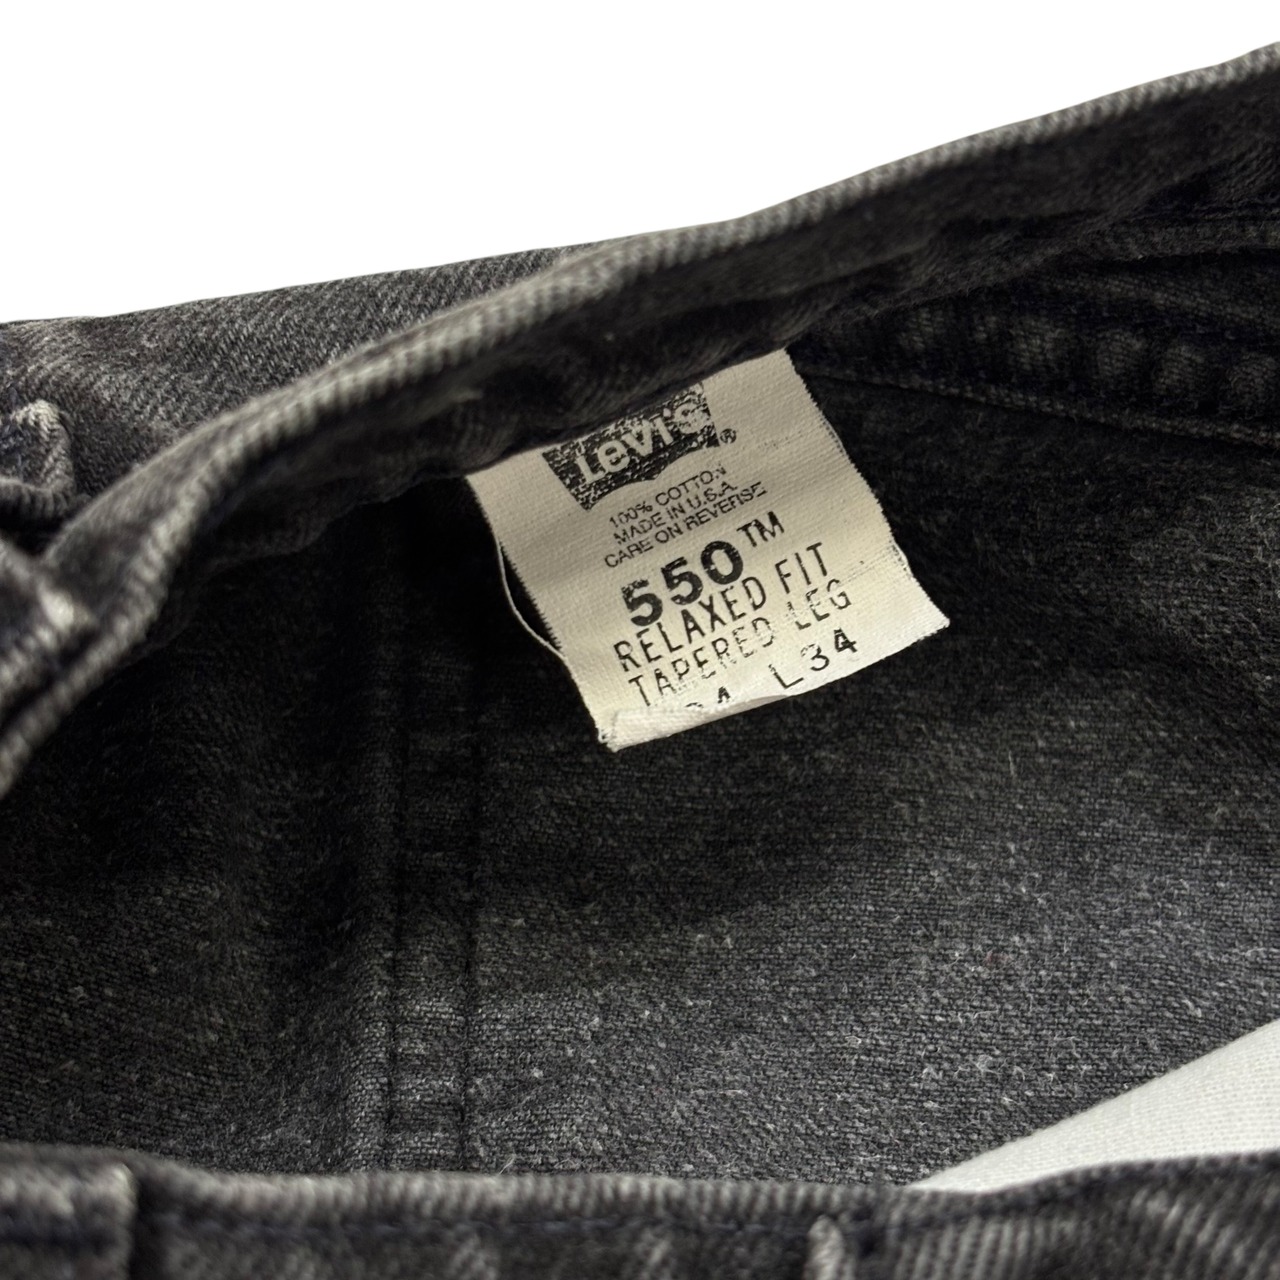 Levi's®
100% COTTON
MADE IN U.S.A.
CARE ON REVERSE
550™
RELAXED FIT
TAPERED LEG
L34